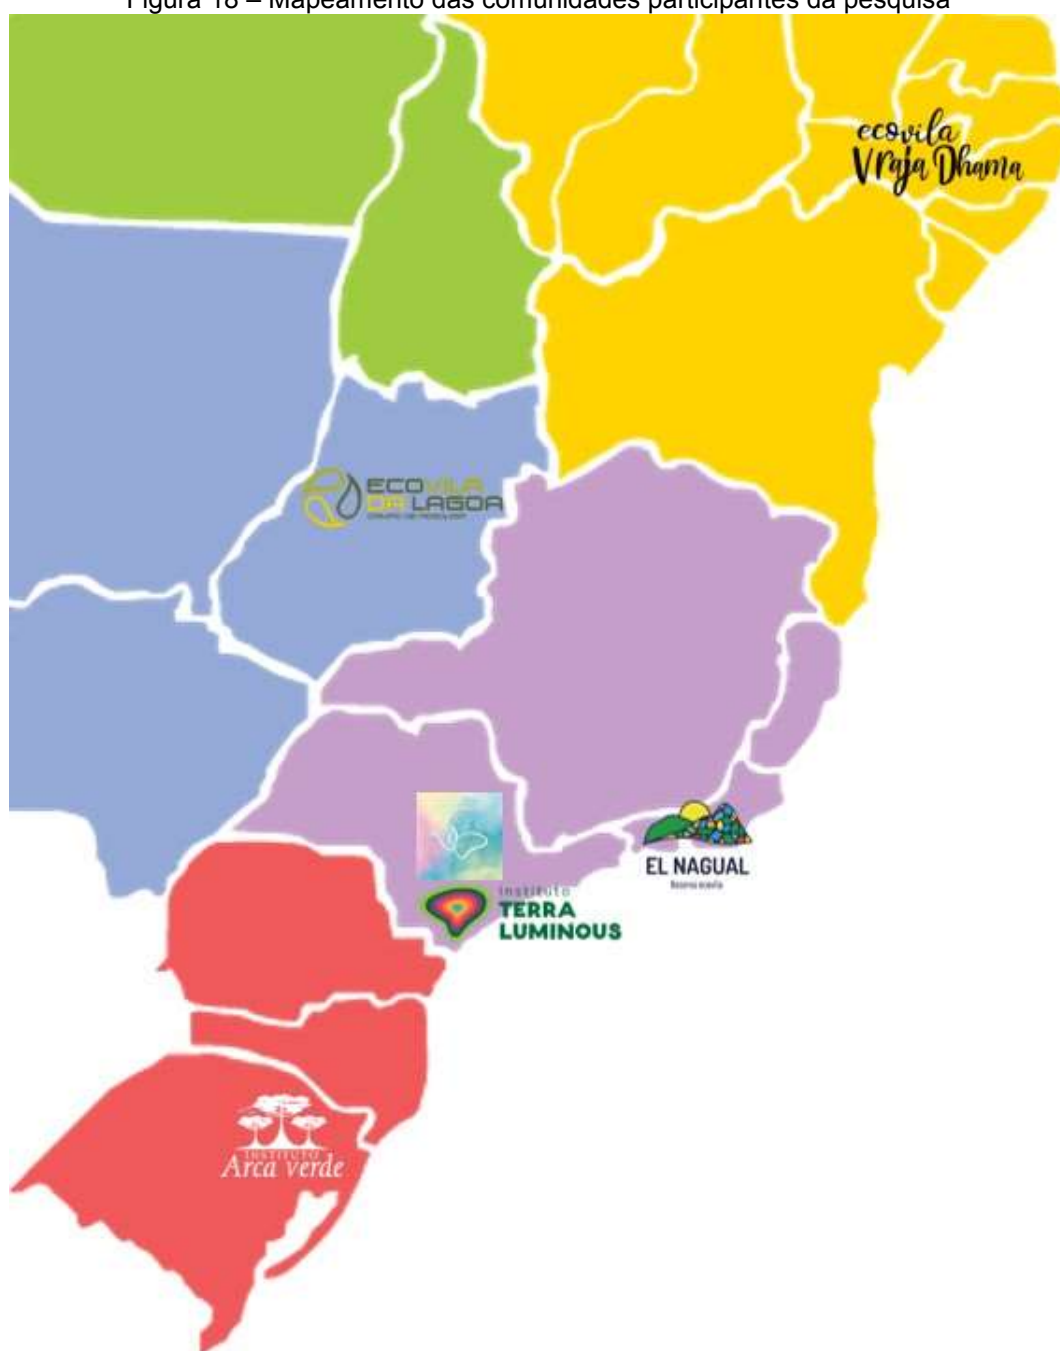 Figura 18 – Mapeamento das comunidades participantes da pesquisa
ecovila
Vraja Dhama
ECOVILA
DA LAGOA
EL NAGUAL
instituto
TERRA
LUMINOUS
INSTITUTO
Arca verde